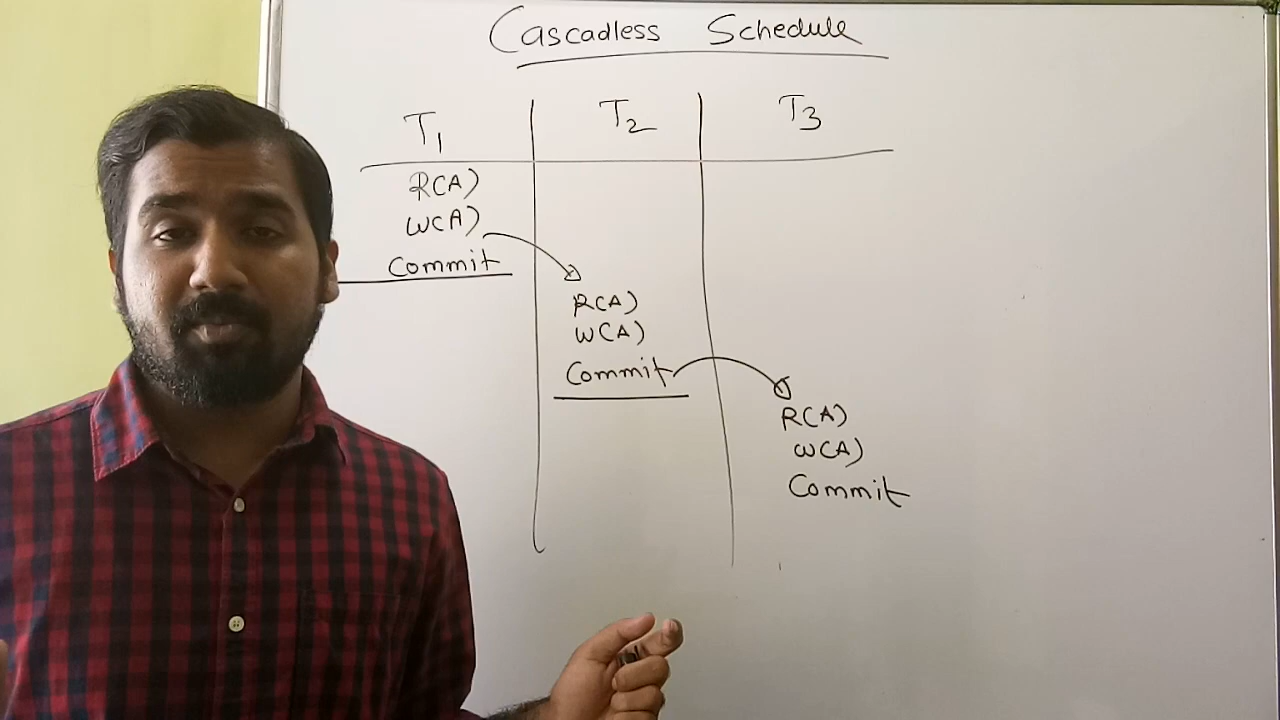 Cascadless Schedule
T1 T2 T3
R(A)
W(A)
Commit
R(A)
W(A)
Commit
R(A)
W(A)
Commit